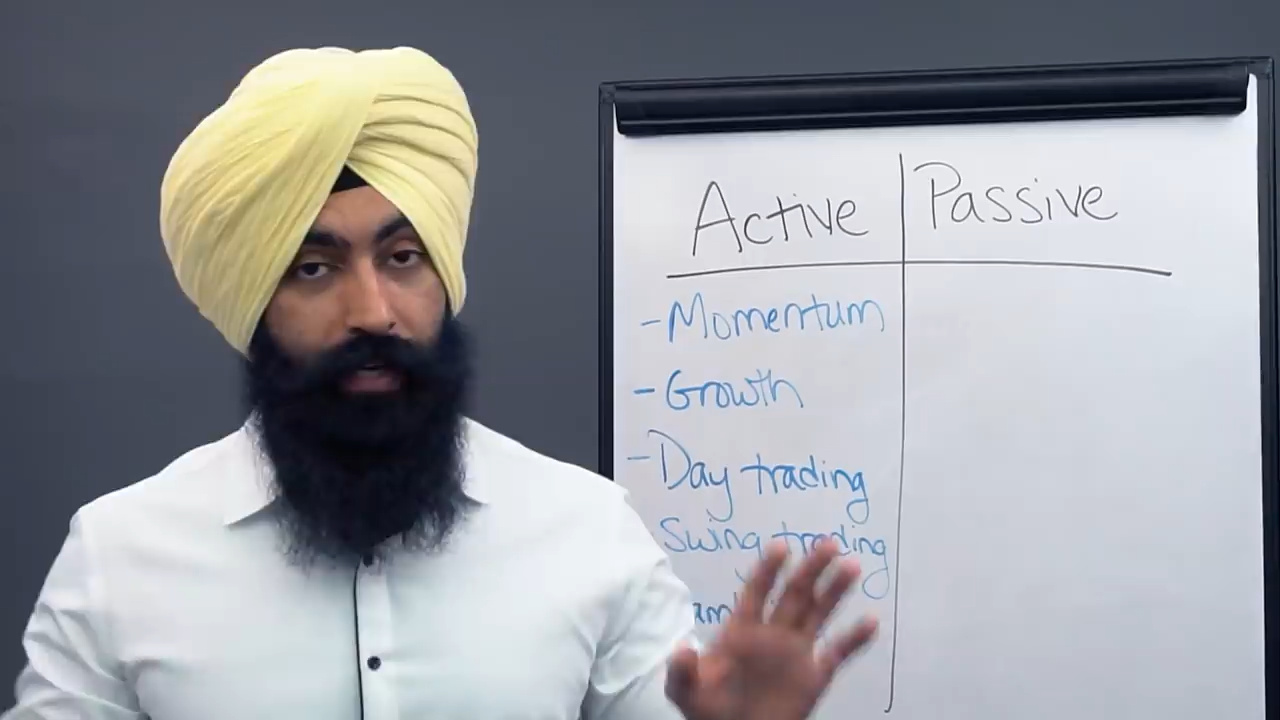 Active Passive
-Momentum
-Growth
-Day trading
Swing trading